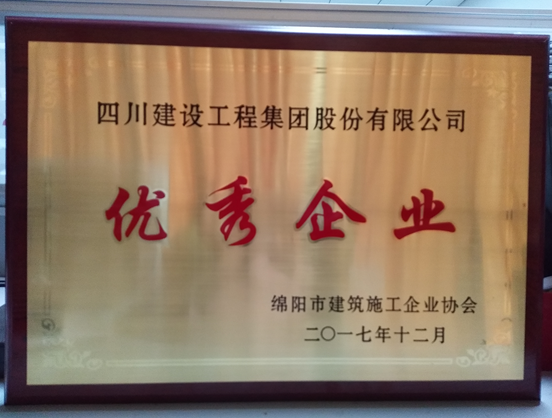 四川建设工程集团股份有限公司
优秀企业
绵阳市建筑施工企业协会
二〇一七年十二月